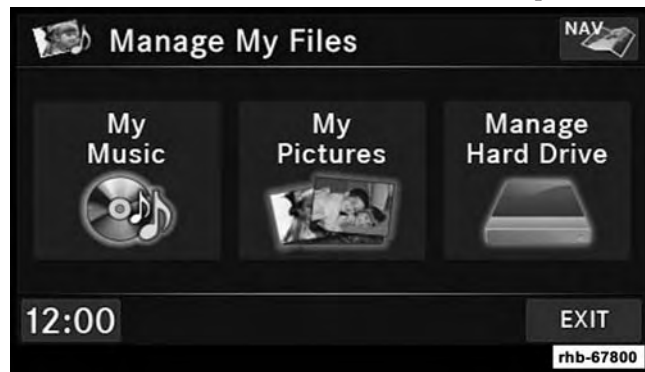 Manage My Files
NAV
My
Music
My
Pictures
Manage
Hard Drive
12:00
EXIT
rhb-67800